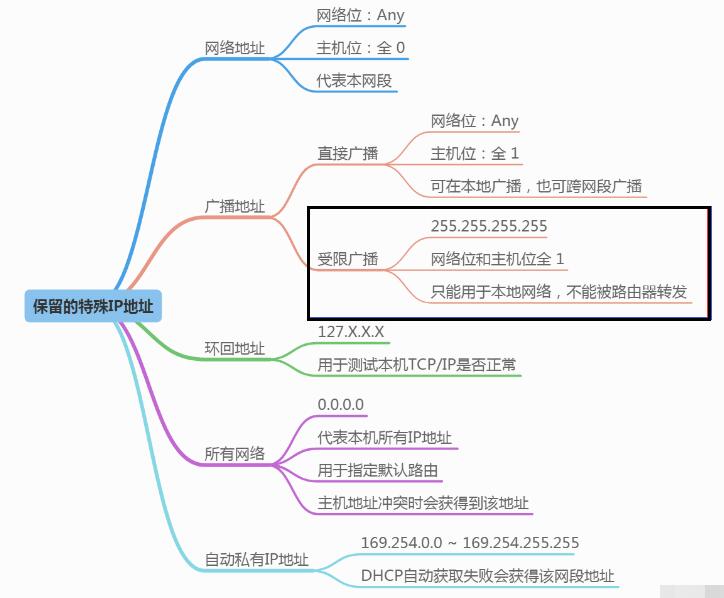 保留的特殊IP地址
网络地址
网络位：Any
主机位：全 0
代表本网段
广播地址
直接广播
网络位：Any
主机位：全 1
可在本地广播，也可跨网段广播
受限广播
255.255.255.255
网络位和主机位全 1
只能用于本地网络，不能被路由器转发
环回地址
127.X.X.X
用于测试本机TCP/IP是否正常
所有网络
0.0.0.0
代表本机所有IP地址
用于指定默认路由
主机地址冲突时会获得到该地址
自动私有IP地址
169.254.0.0 ~ 169.254.255.255
DHCP自动获取失败会获得该网段地址